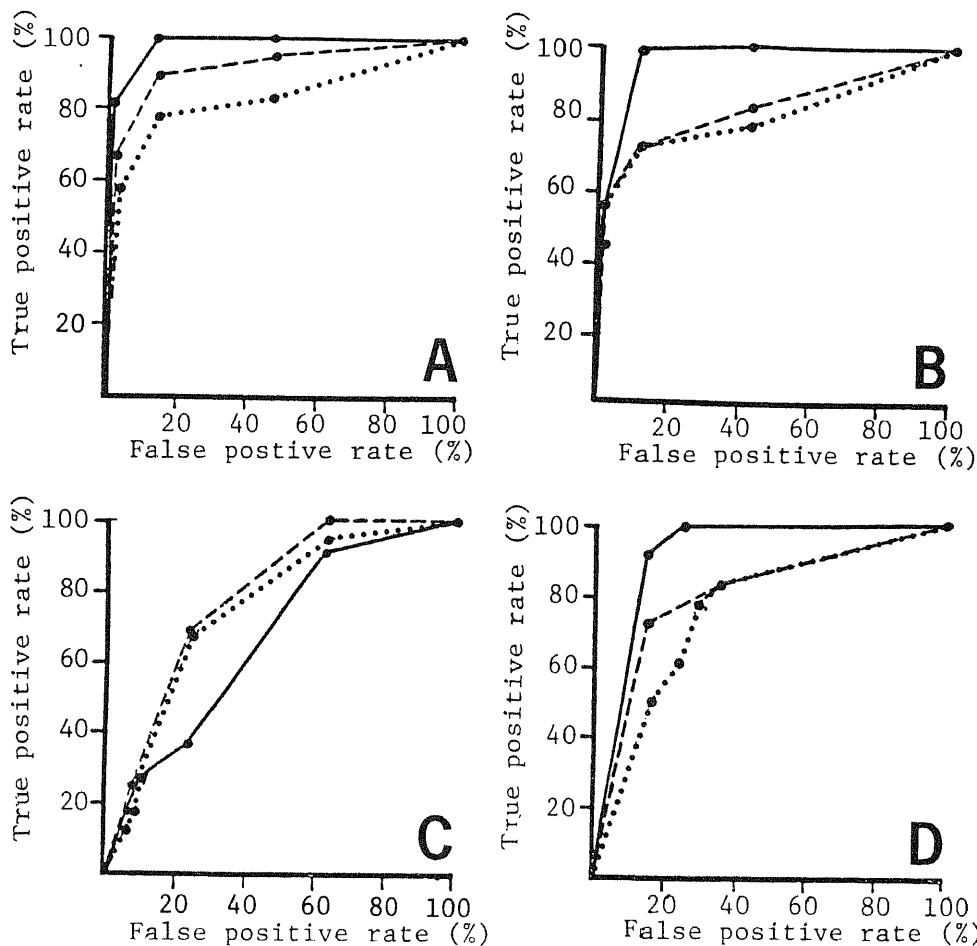 True positive rate (%)
100
80
60
40
20
A
20 40 60 80 100
False postive rate (%)
True positive rate (%)
100
80
60
40
20
B
20 40 60 80 100
False positive rate (%)
True positive rate (%)
100
80
60
40
20
C
20 40 60 80 100
False positive rate (%)
True positive rate (%)
100
80
60
40
20
D
20 40 60 80 100
False positive rate (%)